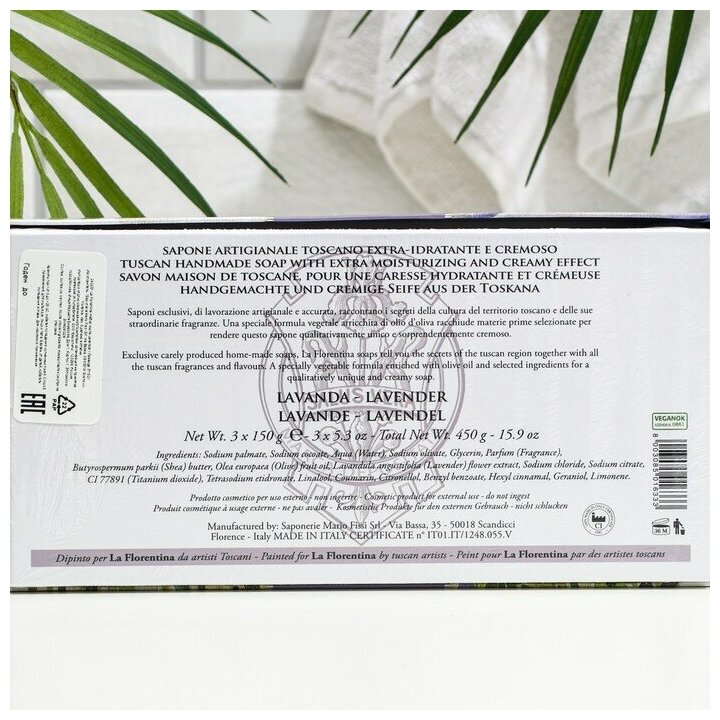 SAPONE ARTIGIANALE TOSCANO EXTRA-IDRATANTE E CREMOSO
TUSCAN HANDMADE SOAP WITH EXTRA MOISTURIZING AND CREAMY EFFECT
SAVON MAISON DE TOSCANE, POUR UNE CARESSE HYDRATANTE ET CRÉMEUSE
HANDGEMACHTE UND CREMIGE SEIFE AUS DER TOSKANA
Saponi esclusivi, di lavorazione artigianale e accurata, raccontano i segreti della cultura del territorio toscano e delle sue
straordinarie fragranze. Una speciale formula vegetale arricchita di olio d'oliva racchiude materie prime selezionate per
rendere questo sapone qualitativamente unico e sorprendentemente cremoso.
Exclusive carely produced home-made soaps, La Florentina soaps tell you the secrets of the tuscan region together with all
the tuscan fragrances and flavours. A specially vegetable formula enriched with olive oil and selected ingredients for a
qualitatively unique and creamy soap.
LAVANDA - LAVENDER
LAVANDE - LAVENDEL
Net Wt. 3 x 150 g ℮ - 3 x 5.3 oz - Total Net Wt. 450 g - 15.9 oz
Ingredients: Sodium palmate, Sodium cocoate, Aqua (Water), Sodium olivate, Glycerin, Parfum (Fragrance),
Butyrospermum parkii (Shea) butter, Olea europaea (Olive) fruit oil, Lavandula angustifolia (Lavender) flower extract, Sodium chloride, Sodium citrate,
CI 77891 (Titanium dioxide), Tetrasodium etidronate, Linalool, Coumarin, Citronellol, Benzyl benzoate, Hexyl cinnamal, Geraniol, Limonene.
Prodotto cosmetico per uso esterno - non ingerire - Cosmetic product for external use - do not ingest
Produit cosmétique à usage externe - ne pas avaler - Kosmetische Produkte für den externen Gebrauch - nicht schlucken
Manufactured by: Saponerie Mario Fissi Srl - Via Bassa, 35 - 50018 Scandicci
Florence - Italy MADE IN ITALY CERTIFICATE n° IT01.IT/1248.055.V
Dipinto per La Florentina da artisti Toscani - Painted for La Florentina by tuscan artists - Peint pour La Florentina par des artistes toscans
VEGANOK
8030085016333
CI
36 M
Годен до
EAC
22
PAP